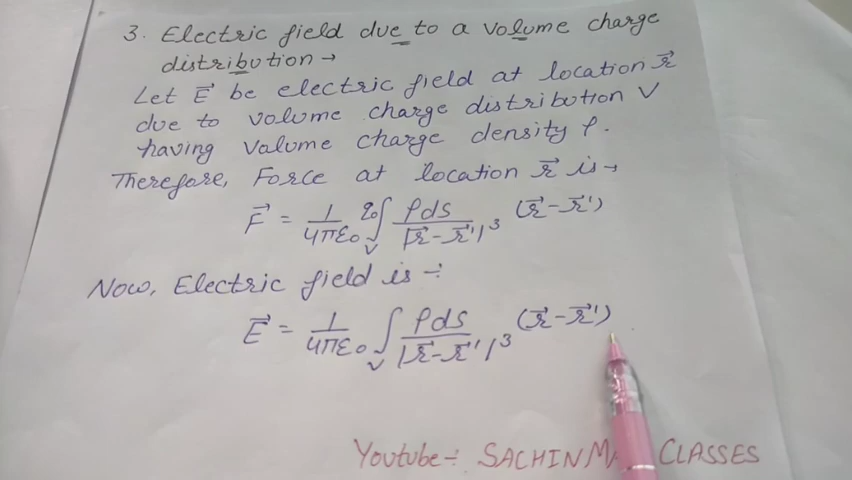 3. Electric field due to a volume charge
distribution →
Let E⃗ be electric field at location r⃗
due to volume charge distribution V
having Valume charge density ρ.
Therefore, Force at location r⃗ is →
F⃗ = 1/4πε₀ q₀∫ᵥ ρds/|r⃗-r⃗'|³ (r⃗-r⃗')
Now, Electric field is ÷
E⃗ = 1/4πε₀ ∫ᵥ ρds/|r⃗-r⃗'|³ (r⃗-r⃗')
Youtube ÷ SACHIN CLASSES